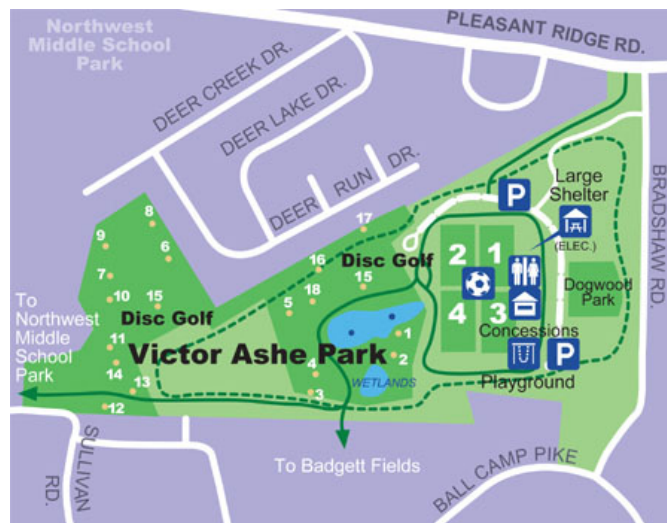 Northwest
Middle School
Park
PLEASANT RIDGE RD.
DEER CREEK DR.
DEER LAKE DR.
DEER RUN DR.
BRADSHAW RD.
P
Large
Shelter
(ELEC.)
8
17
9
6
2
1
16
Disc Golf
7
15
10
15
18
5
Dogwood
Park
To
Northwest
Middle
School
Park
Disc Golf
4
3
1
Concessions
11
Victor Ashe Park
2
14
4
P
13
3
WETLANDS
Playground
12
SULLIVAN
RD.
To Badgett Fields
BALL CAMP PIKE